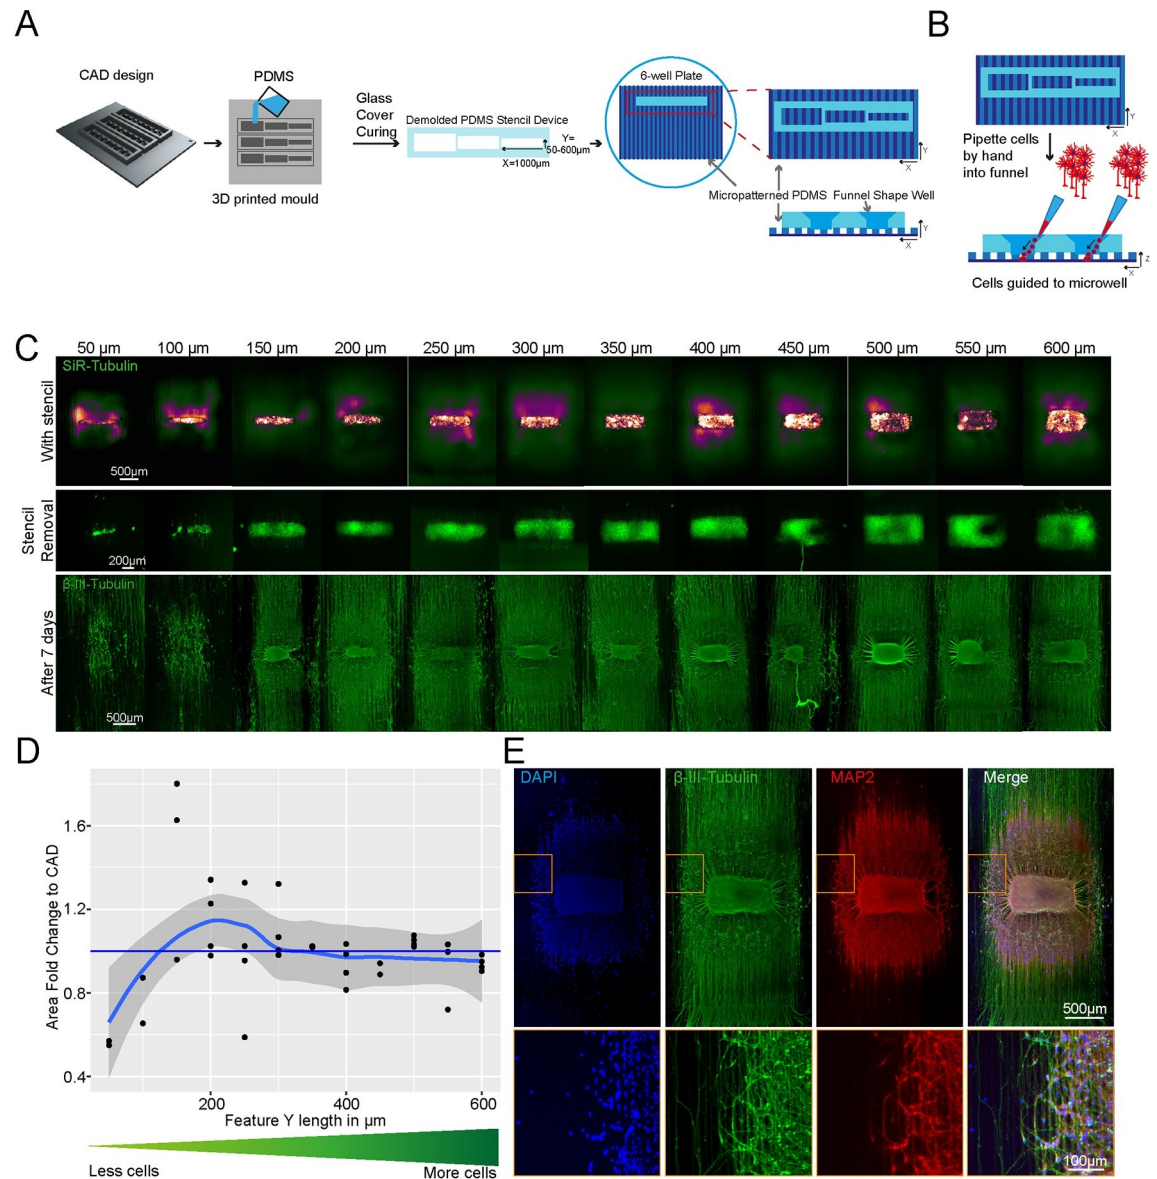 A
B
CAD design
PDMS
3D printed mould
Glass
Cover
Curing
Demolded PDMS Stencil Device
Y=
50-600µm
X=1000µm
6-well Plate
Y
X
Micropatterned PDMS
Funnel Shape Well
Y
X
Y
X
Pipette cells
by hand
into funnel
Z
X
Cells guided to microwell
C
50 µm 100 µm 150 µm 200 µm 250 µm 300 µm 350 µm 400 µm 450 µm 500 µm 550 µm 600 µm
With stencil
SiR-Tubulin
500µm
Stencil
Removal
200µm
After 7 days
β-III-Tubulin
500µm
D
Area Fold Change to CAD
1.6
1.2
0.8
0.4
200 400 600
Feature Y length in µm
Less cells
More cells
E
DAPI
β-III-Tubulin
MAP2
Merge
500µm
100µm